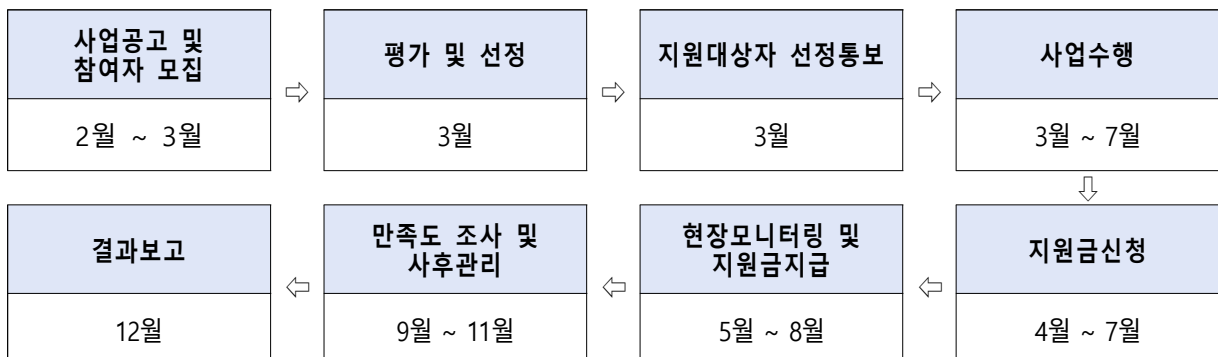 사업공고 및
참여자 모집
2월 ~ 3월
⇨
평가 및 선정
3월
⇨
지원대상자 선정통보
3월
⇨
사업수행
3월 ~ 7월
⇩
지원금신청
4월 ~ 7월
⇦
현장모니터링 및
지원금지급
5월 ~ 8월
⇦
만족도 조사 및
사후관리
9월 ~ 11월
⇦
결과보고
12월